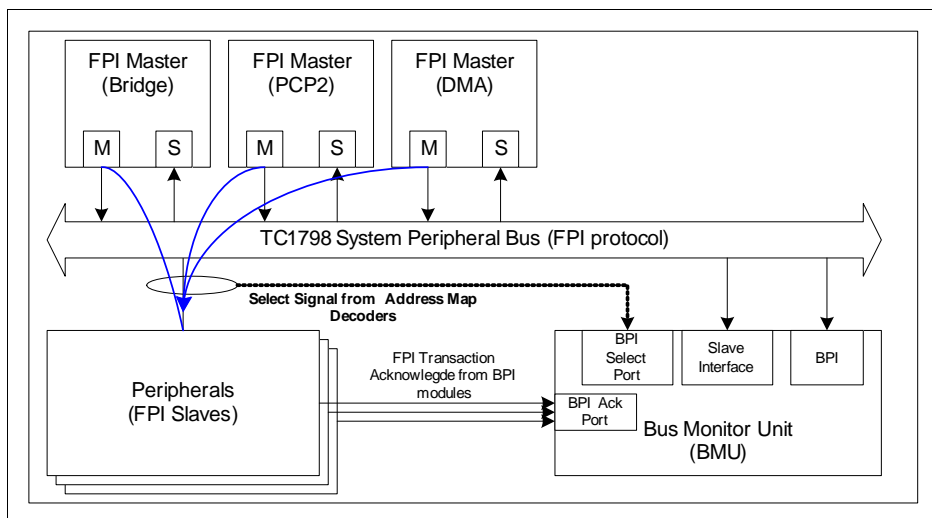 FPI Master
(Bridge)
FPI Master
(PCP2)
FPI Master
(DMA)
M
S
M
S
M
S
TC1798 System Peripheral Bus (FPI protocol)
Select Signal from Address Map
Decoders
Peripherals
(FPI Slaves)
FPI Transaction
Acknowlegde from BPI
modules
BPI
Select
Port
Slave
Interface
BPI
BPI Ack
Port
Bus Monitor Unit
(BMU)